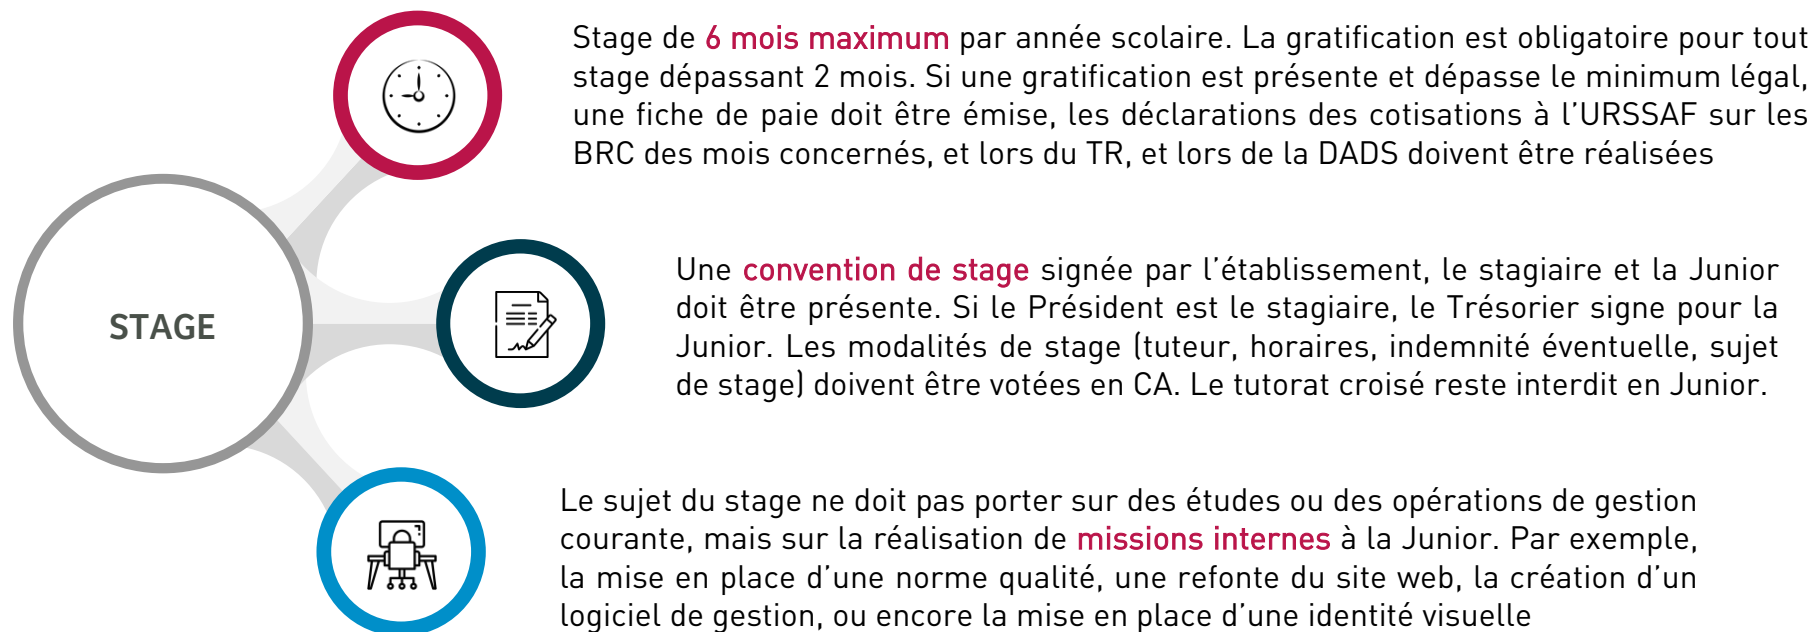 Stage de 6 mois maximum par année scolaire. La gratification est obligatoire pour tout
stage dépassant 2 mois. Si une gratification est présente et dépasse le minimum légal,
une fiche de paie doit être émise, les déclarations des cotisations à l’URSSAF sur les
BRC des mois concernés, et lors du TR, et lors de la DADS doivent être réalisées
STAGE
Une convention de stage signée par l’établissement, le stagiaire et la Junior
doit être présente. Si le Président est le stagiaire, le Trésorier signe pour la
Junior. Les modalités de stage (tuteur, horaires, indemnité éventuelle, sujet
de stage) doivent être votées en CA. Le tutorat croisé reste interdit en Junior.
Le sujet du stage ne doit pas porter sur des études ou des opérations de gestion
courante, mais sur la réalisation de missions internes à la Junior. Par exemple,
la mise en place d’une norme qualité, une refonte du site web, la création d’un
logiciel de gestion, ou encore la mise en place d’une identité visuelle